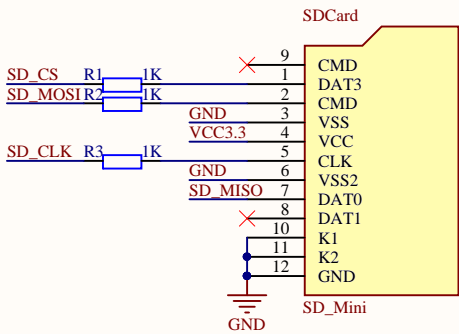 SDCard
9 CMD
SD_CS R1 1K 1 DAT3
SD_MOSI R2 1K 2 CMD
GND 3 VSS
VCC3.3 4 VCC
SD_CLK R3 1K 5 CLK
GND 6 VSS2
SD_MISO 7 DAT0
8 DAT1
10 K1
11 K2
12 GND
SD_Mini
GND